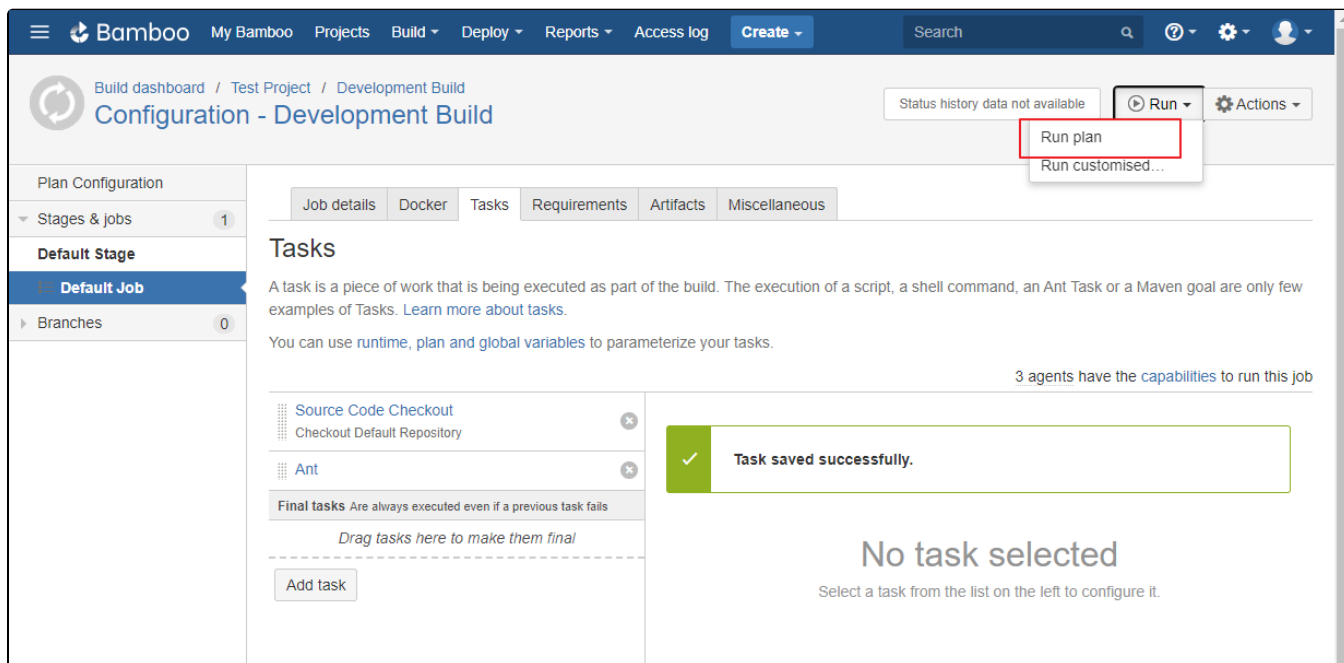 Bamboo My Bamboo Projects Build Deploy Reports Access log Create Search
Build dashboard / Test Project / Development Build
Configuration - Development Build
Status history data not available
Run
Actions
Run plan
Run customised...
Plan Configuration
Stages & jobs 1
Default Stage
Default Job
Branches 0
Job details Docker Tasks Requirements Artifacts Miscellaneous
Tasks
A task is a piece of work that is being executed as part of the build. The execution of a script, a shell command, an Ant Task or a Maven goal are only few
examples of Tasks. Learn more about tasks.
You can use runtime, plan and global variables to parameterize your tasks.
3 agents have the capabilities to run this job
Source Code Checkout
Checkout Default Repository
Ant
Final tasks Are always executed even if a previous task fails
Drag tasks here to make them final
Add task
Task saved successfully.
No task selected
Select a task from the list on the left to configure it.